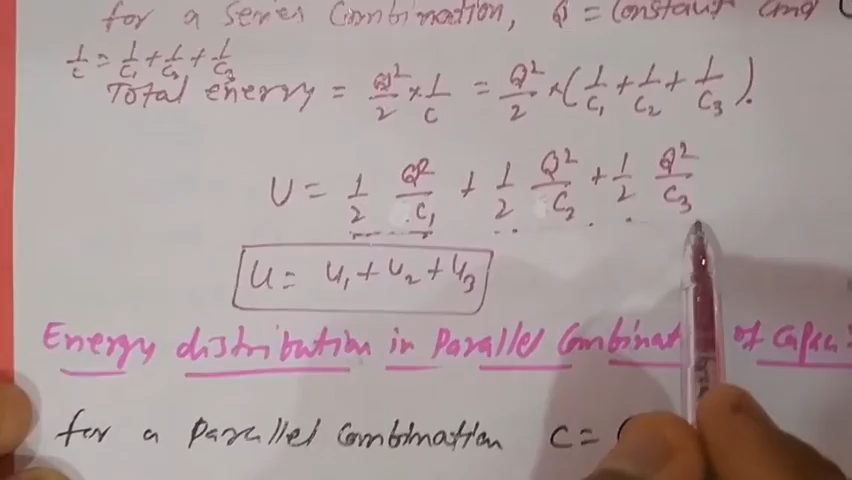 for a Series Combination, Q = Constant and
1/C = 1/C₁ + 1/C₂ + 1/C₃
Total energy = Q²/2 × 1/C = Q²/2 × (1/C₁ + 1/C₂ + 1/C₃).
U = 1/2 Q²/C₁ + 1/2 Q²/C₂ + 1/2 Q²/C₃
U = U₁ + U₂ + U₃
Energy distribution in Parallel Combinat of Capac
for a parallel combination C =